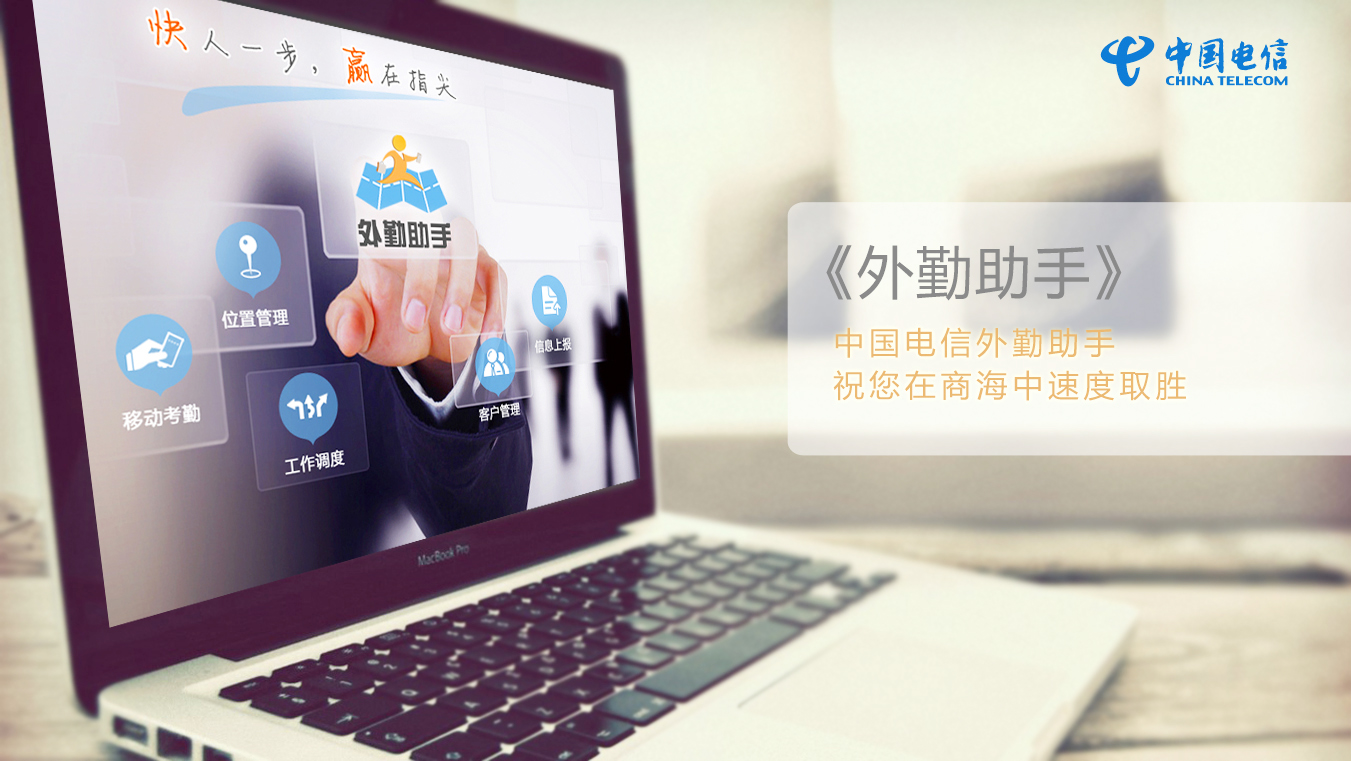 快人一步，赢在指尖
外勤助手
位置管理
移动考勤
工作调度
客户管理
信息上报
MacBook Pro
中国电信
CHINA TELECOM
《外勤助手》
中国电信外勤助手
祝您在商海中速度取胜